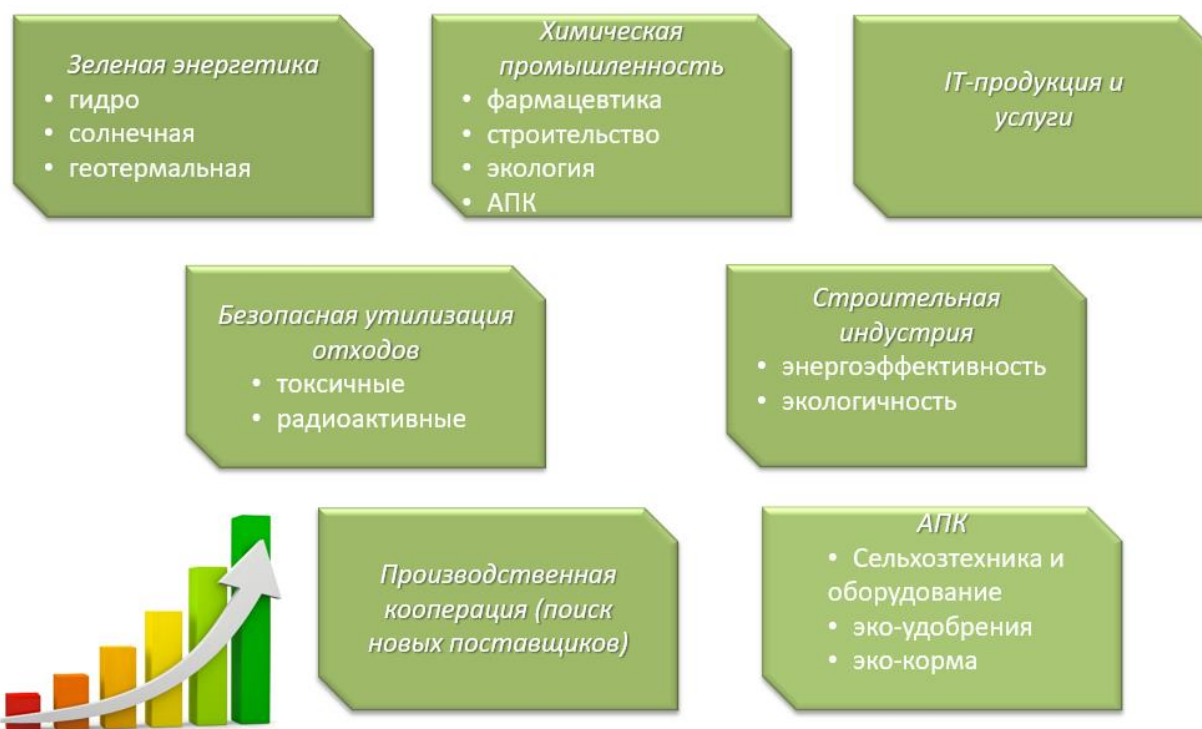 Зеленая энергетика
• гидро
• солнечная
• геотермальная
Химическая
промышленность
• фармацевтика
• строительство
• экология
• АПК
IT-продукция и
услуги
Безопасная утилизация
отходов
• токсичные
• радиоактивные
Строительная
индустрия
• энергоэффективность
• экологичность
Производственная
кооперация (поиск
новых поставщиков)
АПК
• Сельхозтехника и
оборудование
• эко-удобрения
• эко-корма